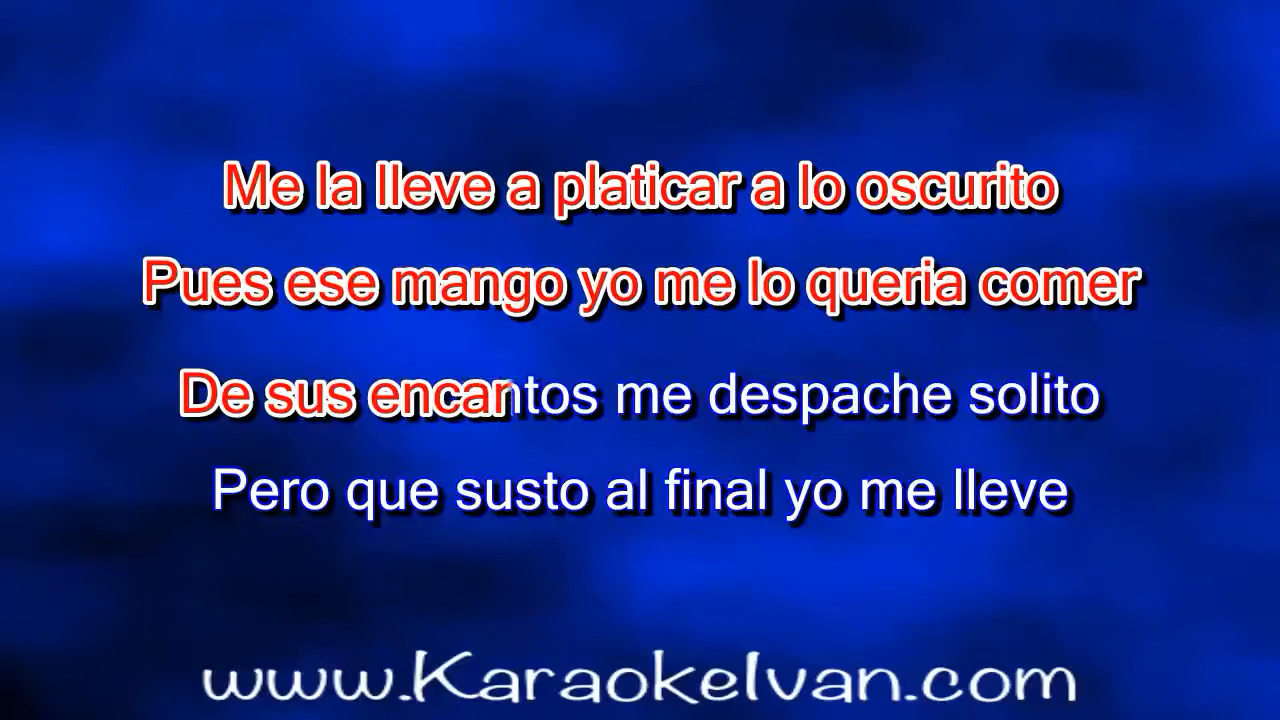 Me la lleve a platicar a lo oscurito
Pues ese mango yo me lo queria comer
De sus encantos me despache solito
Pero que susto al final yo me lleve
www.KaraokeIvan.com